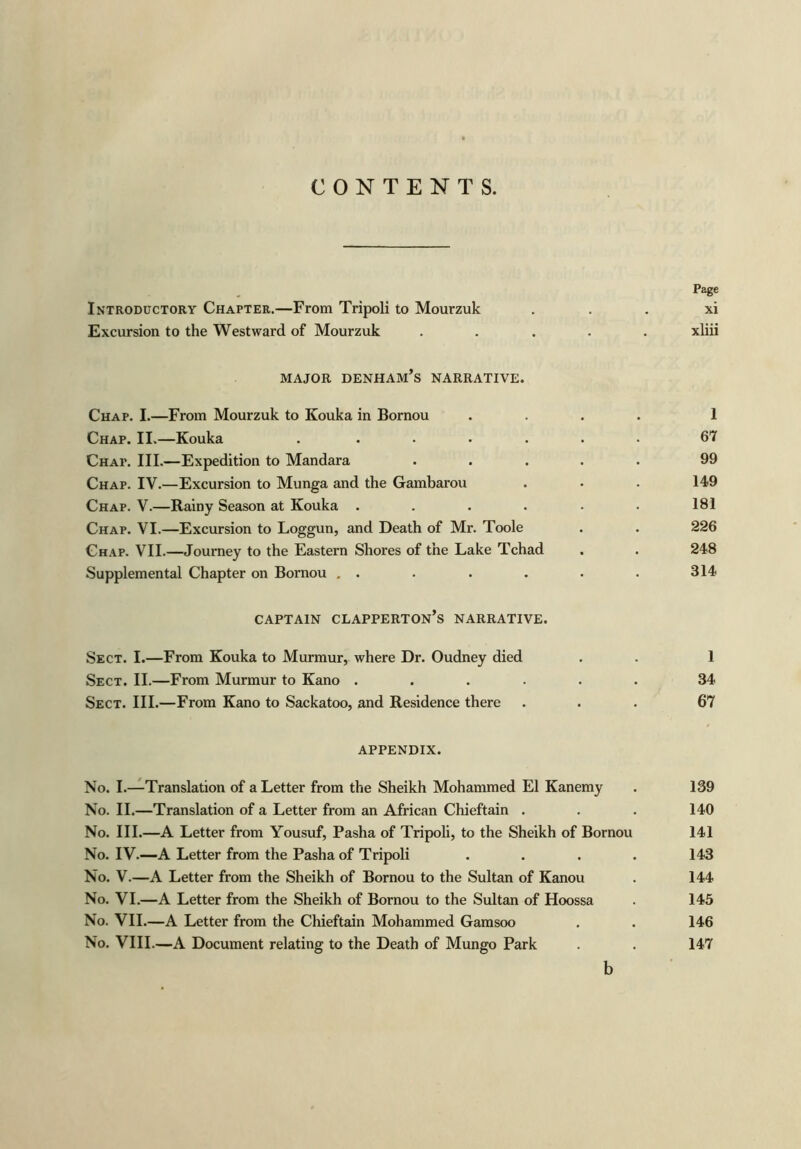 CONTENTS.
Page
Introductory Chapter.—From Tripoli to Mourzuk . . . xi
Excursion to the Westward of Mourzuk . . . . . xliii
MAJOR DENHAM'S NARRATIVE.
Chap. I.—From Mourzuk to Kouka in Bornou . . . . 1
Chap. II.—Kouka . . . . . . . 67
Chap. III.—Expedition to Mandara . . . . . 99
Chap. IV.—Excursion to Munga and the Gambarou . . . 149
Chap. V.—Rainy Season at Kouka . . . . . . 181
Chap. VI.—Excursion to Loggun, and Death of Mr. Toole . . 226
Chap. VII.—Journey to the Eastern Shores of the Lake Tchad . . 248
Supplemental Chapter on Bornou . . . . . . . 314
CAPTAIN CLAPPERTON'S NARRATIVE.
Sect. I.—From Kouka to Murmur, where Dr. Oudney died . . 1
Sect. II.—From Murmur to Kano . . . . . . 34
Sect. III.—From Kano to Sackatoo, and Residence there . . . 67
APPENDIX.
No. I.—Translation of a Letter from the Sheikh Mohammed El Kanemy . 139
No. II.—Translation of a Letter from an African Chieftain . . . 140
No. III.—A Letter from Yousuf, Pasha of Tripoli, to the Sheikh of Bornou 141
No. IV.—A Letter from the Pasha of Tripoli . . . . 143
No. V.—A Letter from the Sheikh of Bornou to the Sultan of Kanou . 144
No. VI.—A Letter from the Sheikh of Bornou to the Sultan of Hoossa . 145
No. VII.—A Letter from the Chieftain Mohammed Gamsoo . . 146
No. VIII.—A Document relating to the Death of Mungo Park . . 147
b